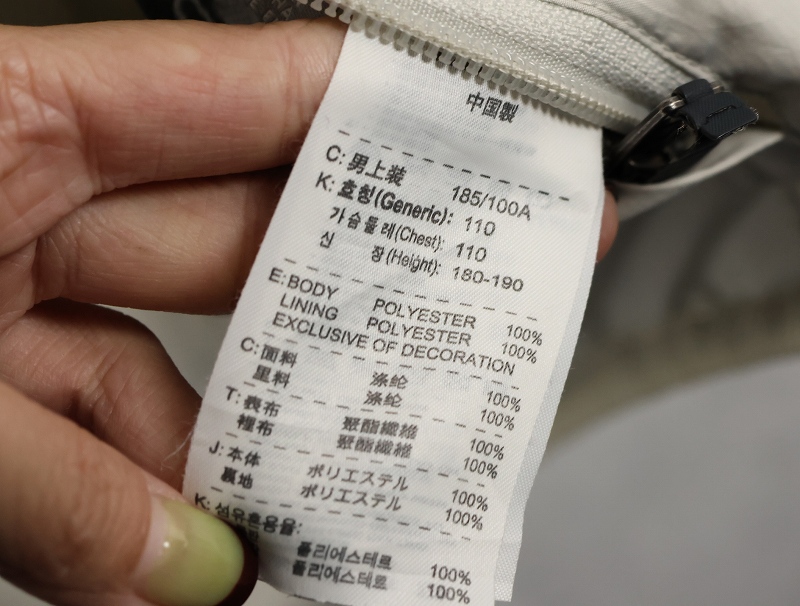 中国製
C: 男上装 185/100A
K: 호칭(Generic): 110
가슴둘레(Chest): 110
신 장(Height): 180-190
E: BODY POLYESTER 100%
LINING POLYESTER 100%
EXCLUSIVE OF DECORATION
C: 面料 涤纶 100%
里料 涤纶 100%
T: 表布 聚酯纖維 100%
裡布 聚酯纖維 100%
J: 本体 ポリエステル 100%
裏地 ポリエステル 100%
K: 섬유혼용율:
폴리에스테르 100%
폴리에스테르 100%